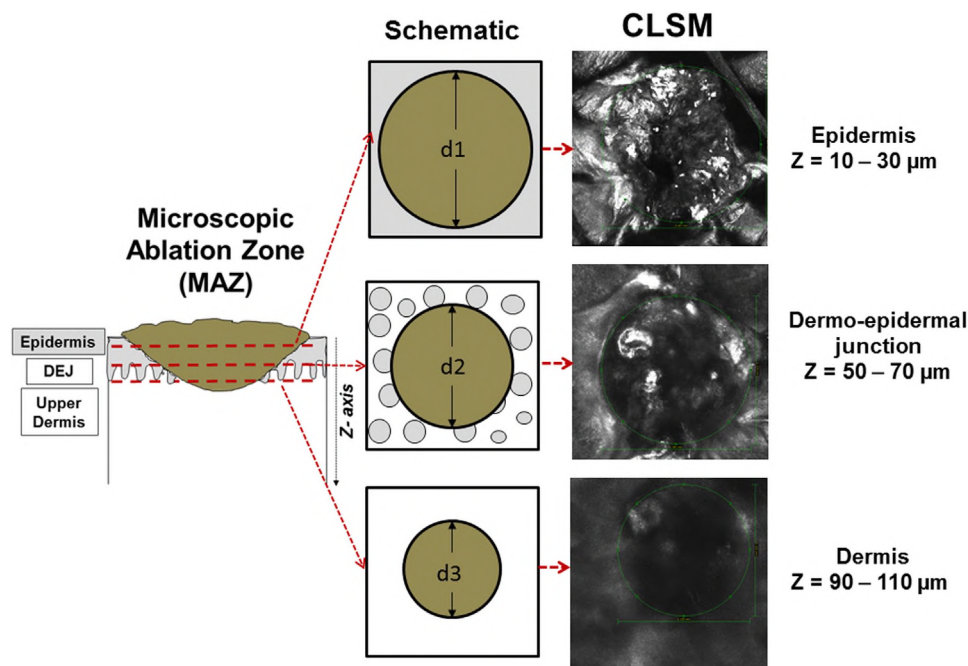 Schematic
CLSM
Microscopic
Ablation Zone
(MAZ)
d1
Epidermis
Z = 10 – 30 µm
Epidermis
DEJ
Upper
Dermis
Z- axis
d2
Dermo-epidermal
junction
Z = 50 – 70 µm
d3
Dermis
Z = 90 – 110 µm